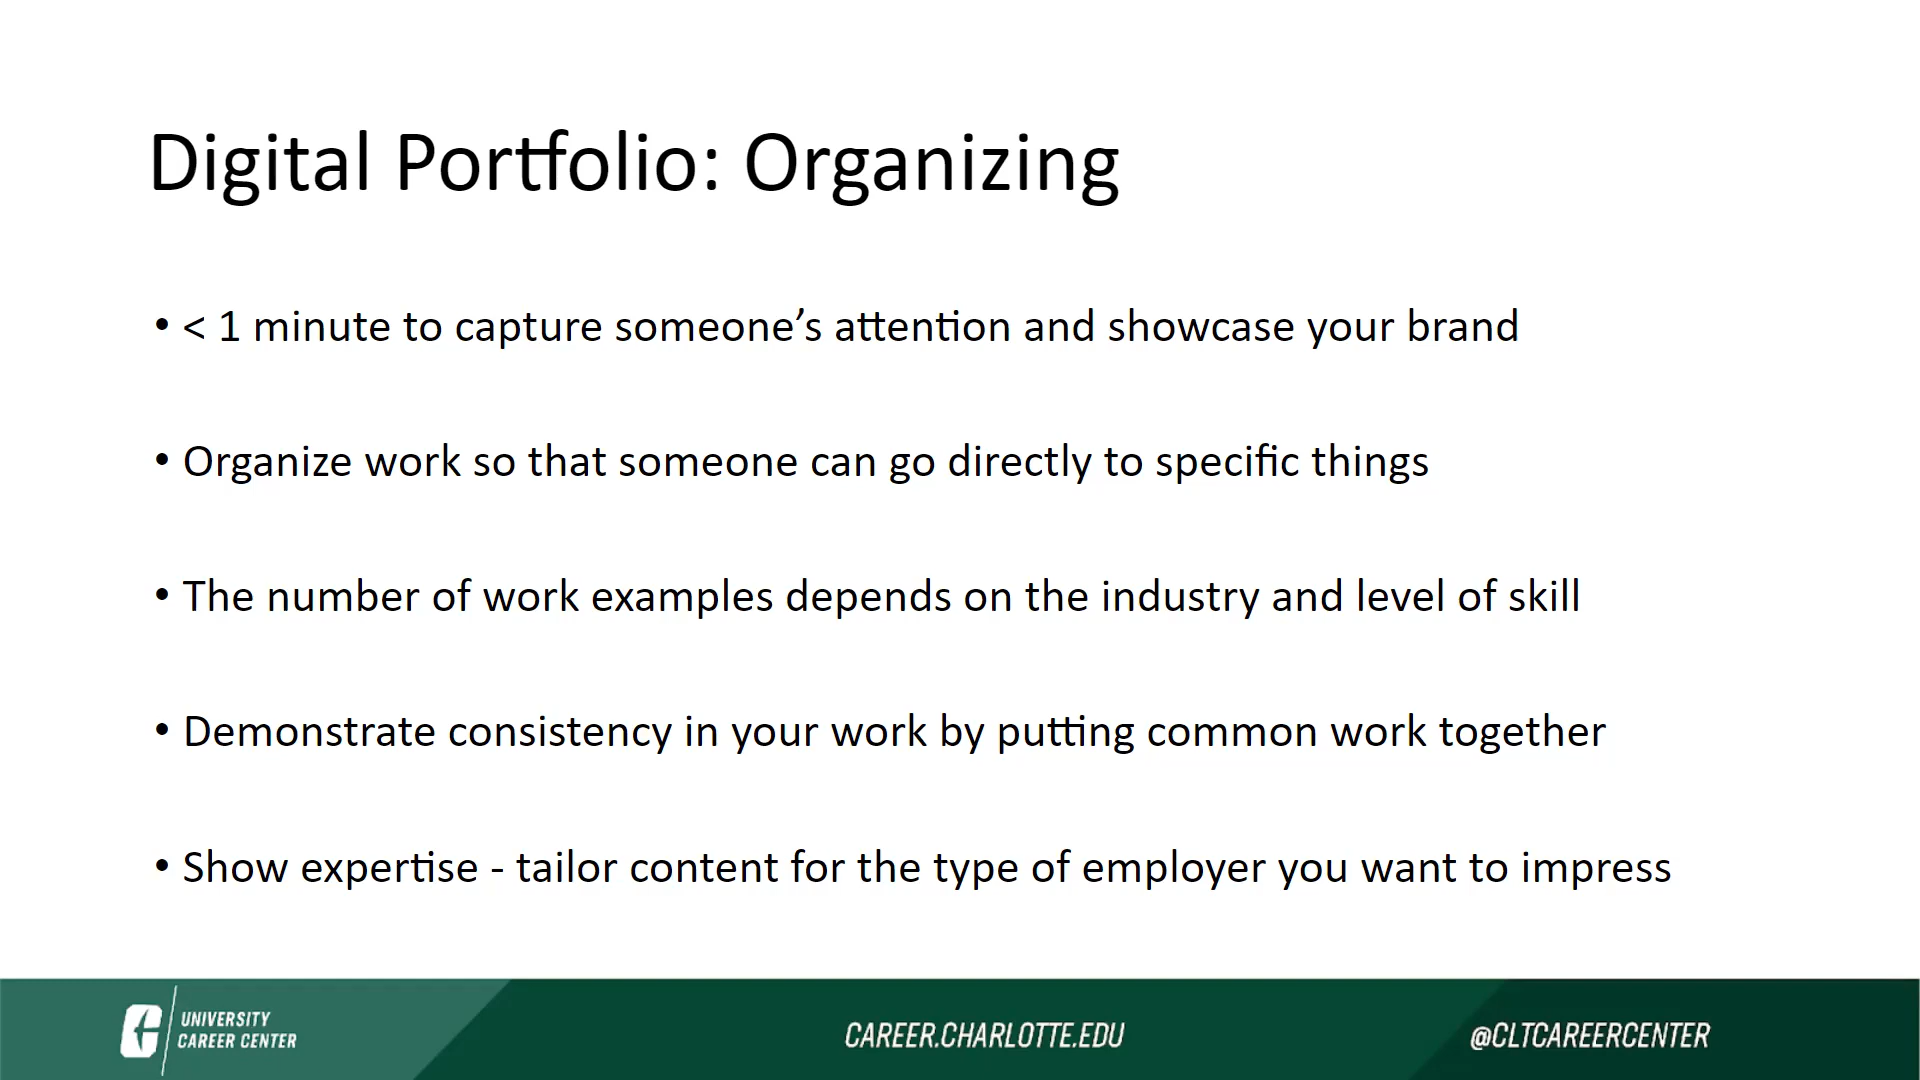 Digital Portfolio: Organizing
• < 1 minute to capture someone’s attention and showcase your brand
• Organize work so that someone can go directly to specific things
• The number of work examples depends on the industry and level of skill
• Demonstrate consistency in your work by putting common work together
• Show expertise - tailor content for the type of employer you want to impress
UNIVERSITY
CAREER CENTER
CAREER.CHARLOTTE.EDU
@CLTCAREERCENTER